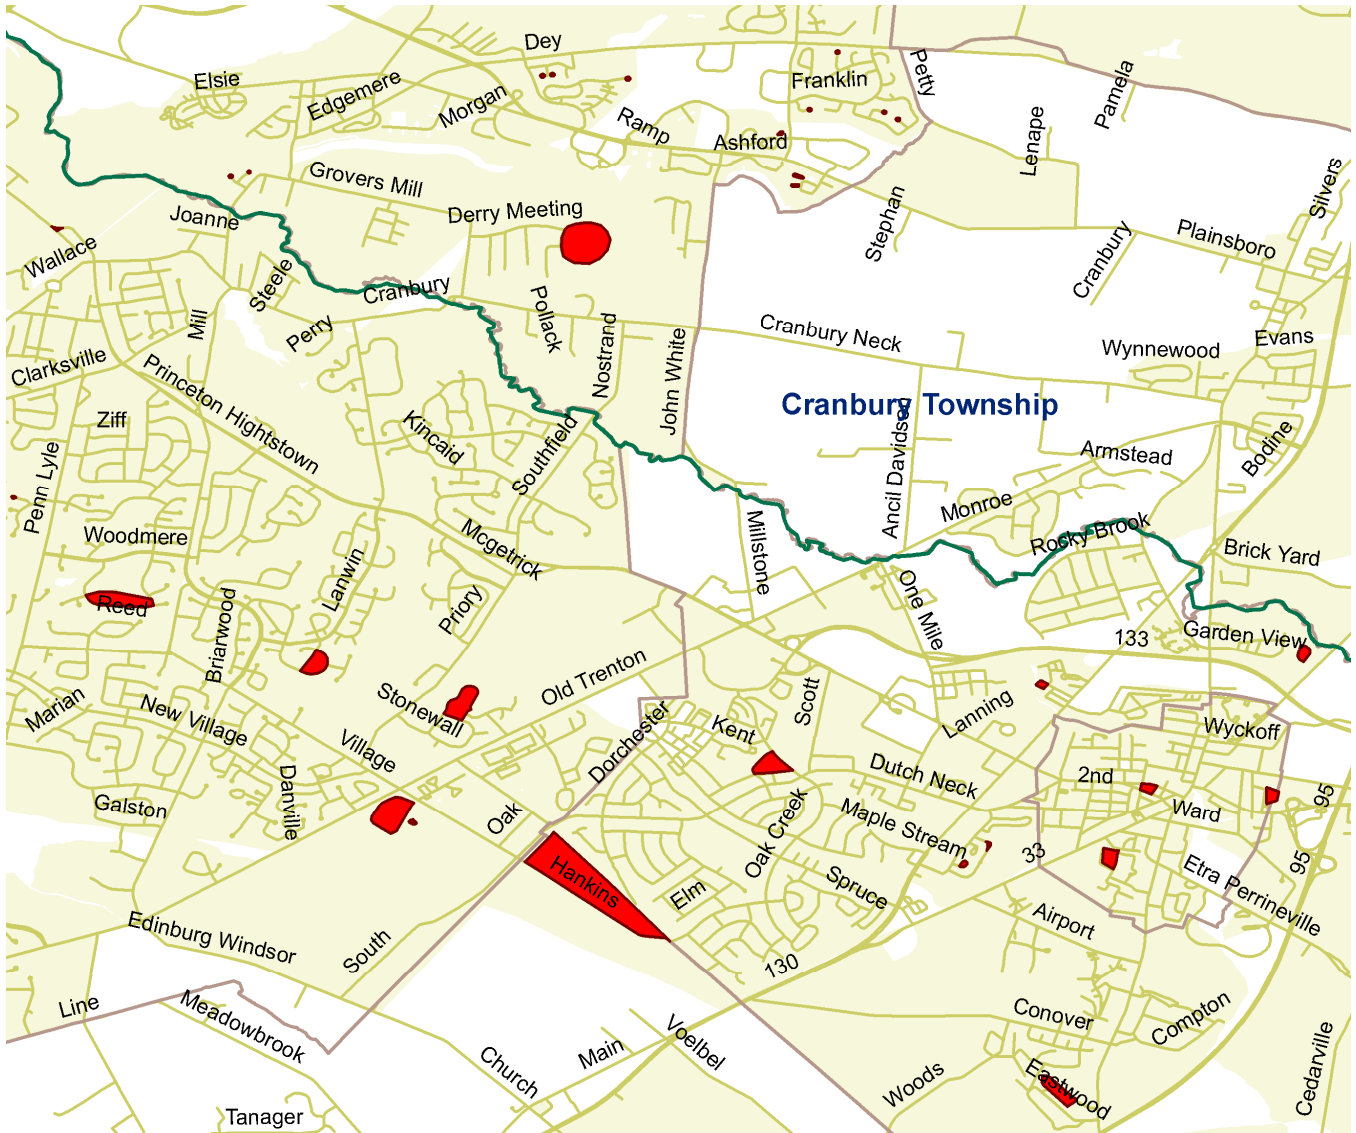 Dey
Elsie
Edgemere
Morgan
Franklin
Petty
Pamela
Ramp
Ashford
Lenape
Grovers Mill
Silvers
Joanne
Derry Meeting
Stephan
Plainsboro
Wallace
Steele
Cranbury
Cranbury
Mill
Perry
Pollack
Nostrand
John White
Cranbury Neck
Evans
Wynnewood
Clarksville
Princeton Hightstown
Cranbury Township
Ziff
Kincaid
Southfield
Ancil Davidson
Armstead
Bodine
Penn Lyle
Monroe
Woodmere
Mcgetrick
Millstone
Rocky Brook
Brick Yard
Reed
Lanwin
Priory
One Mile
Briarwood
133
Garden View
Old Trenton
Marian
New Village
Stonewall
Scott
Lanning
Village
Dorchester
Kent
Wyckoff
Danville
Dutch Neck
2nd
Galston
Oak
Oak Creek
Maple Stream
Ward
95
33
95
Hankins
Elm
Spruce
Etra Perrineville
Edinburg Windsor
South
Airport
130
Line
Meadowbrook
Conover
Compton
Church
Main
Voelbel
Woods
Eastwood
Cedarville
Tanager